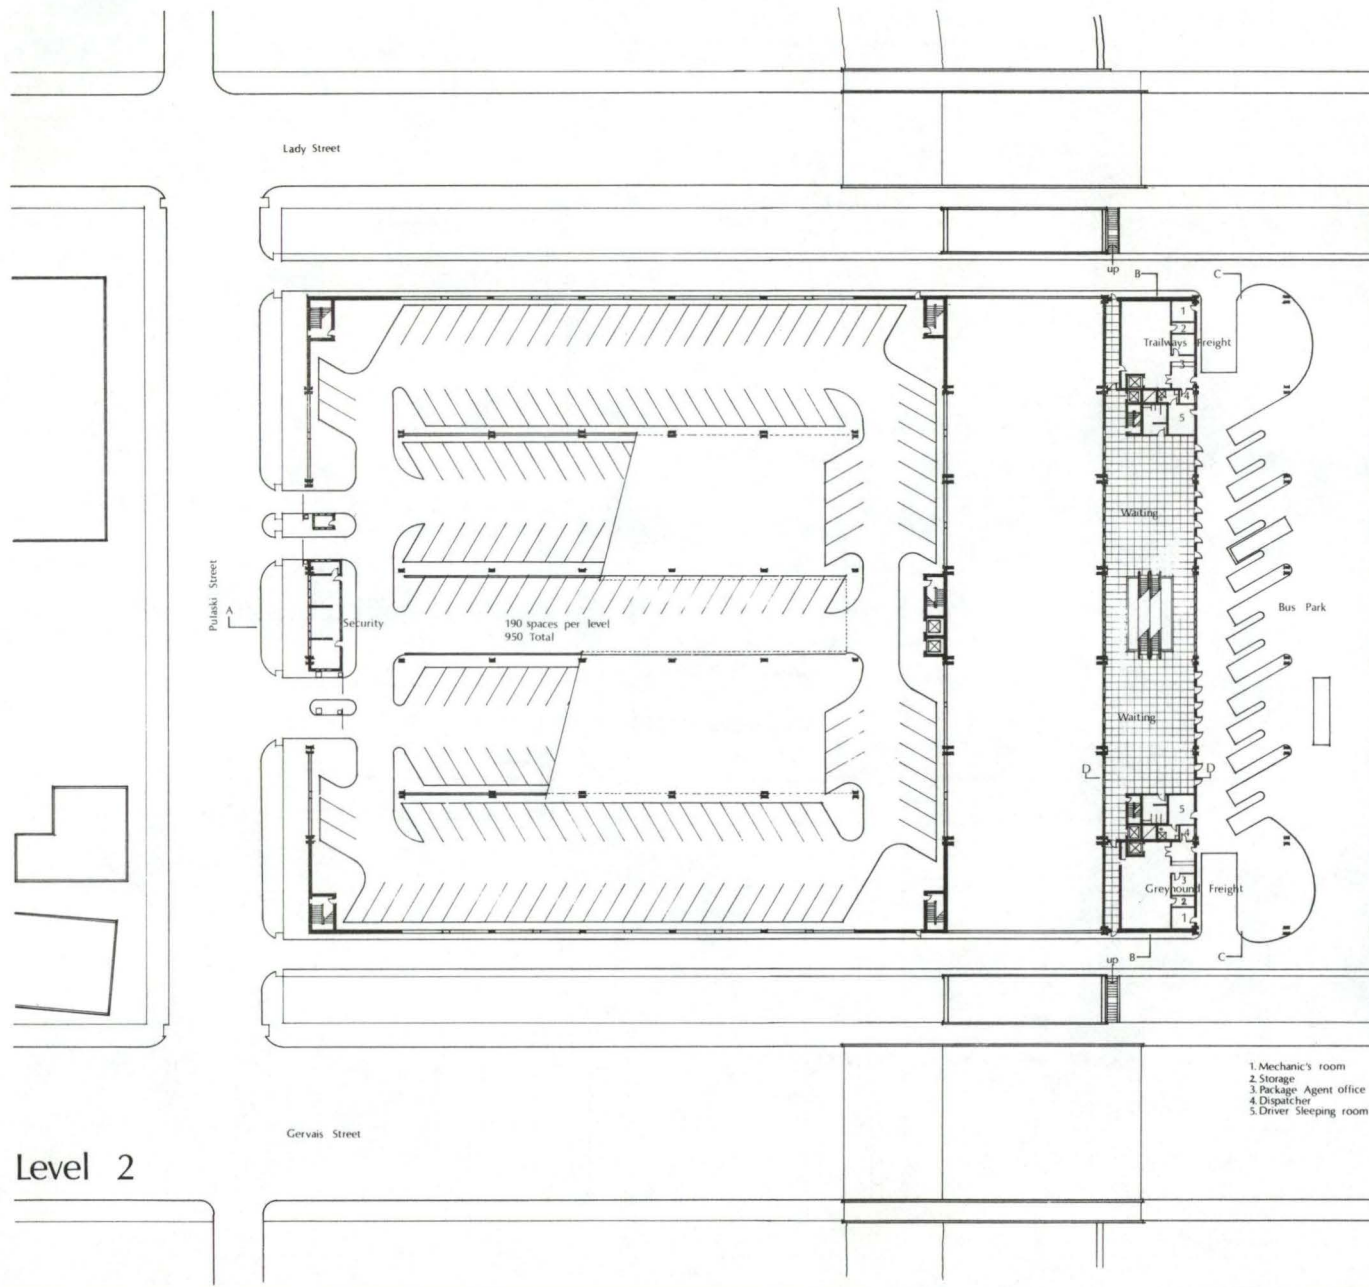 Lady Street
up
B
C
1
2
Trailways Freight
3
4
5
Waiting
Pulaski Street
A
Security
190 spaces per level
950 Total
Bus Park
Waiting
D
D
5
4
3
Greyhound Freight
2
1
up
B
C
1. Mechanic's room
2. Storage
3. Package Agent office
4. Dispatcher
5. Driver Sleeping room
Gervais Street
Level 2